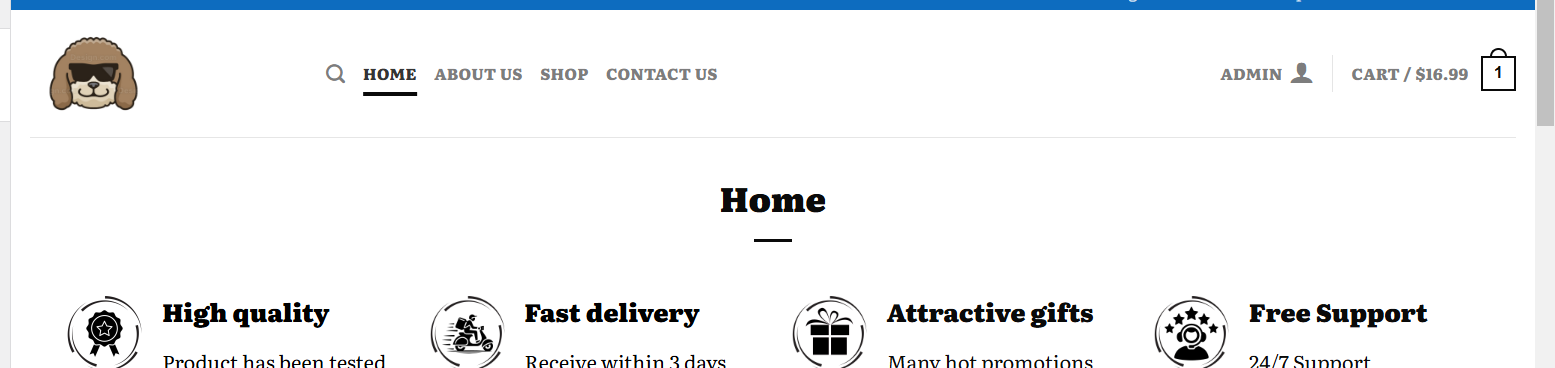 HOME ABOUT US SHOP CONTACT US ADMIN CART / $16.99 1
Home
High quality Fast delivery Attractive gifts Free Support
Product has been tested Receive within 3 days Many hot promotions 24/7 Support